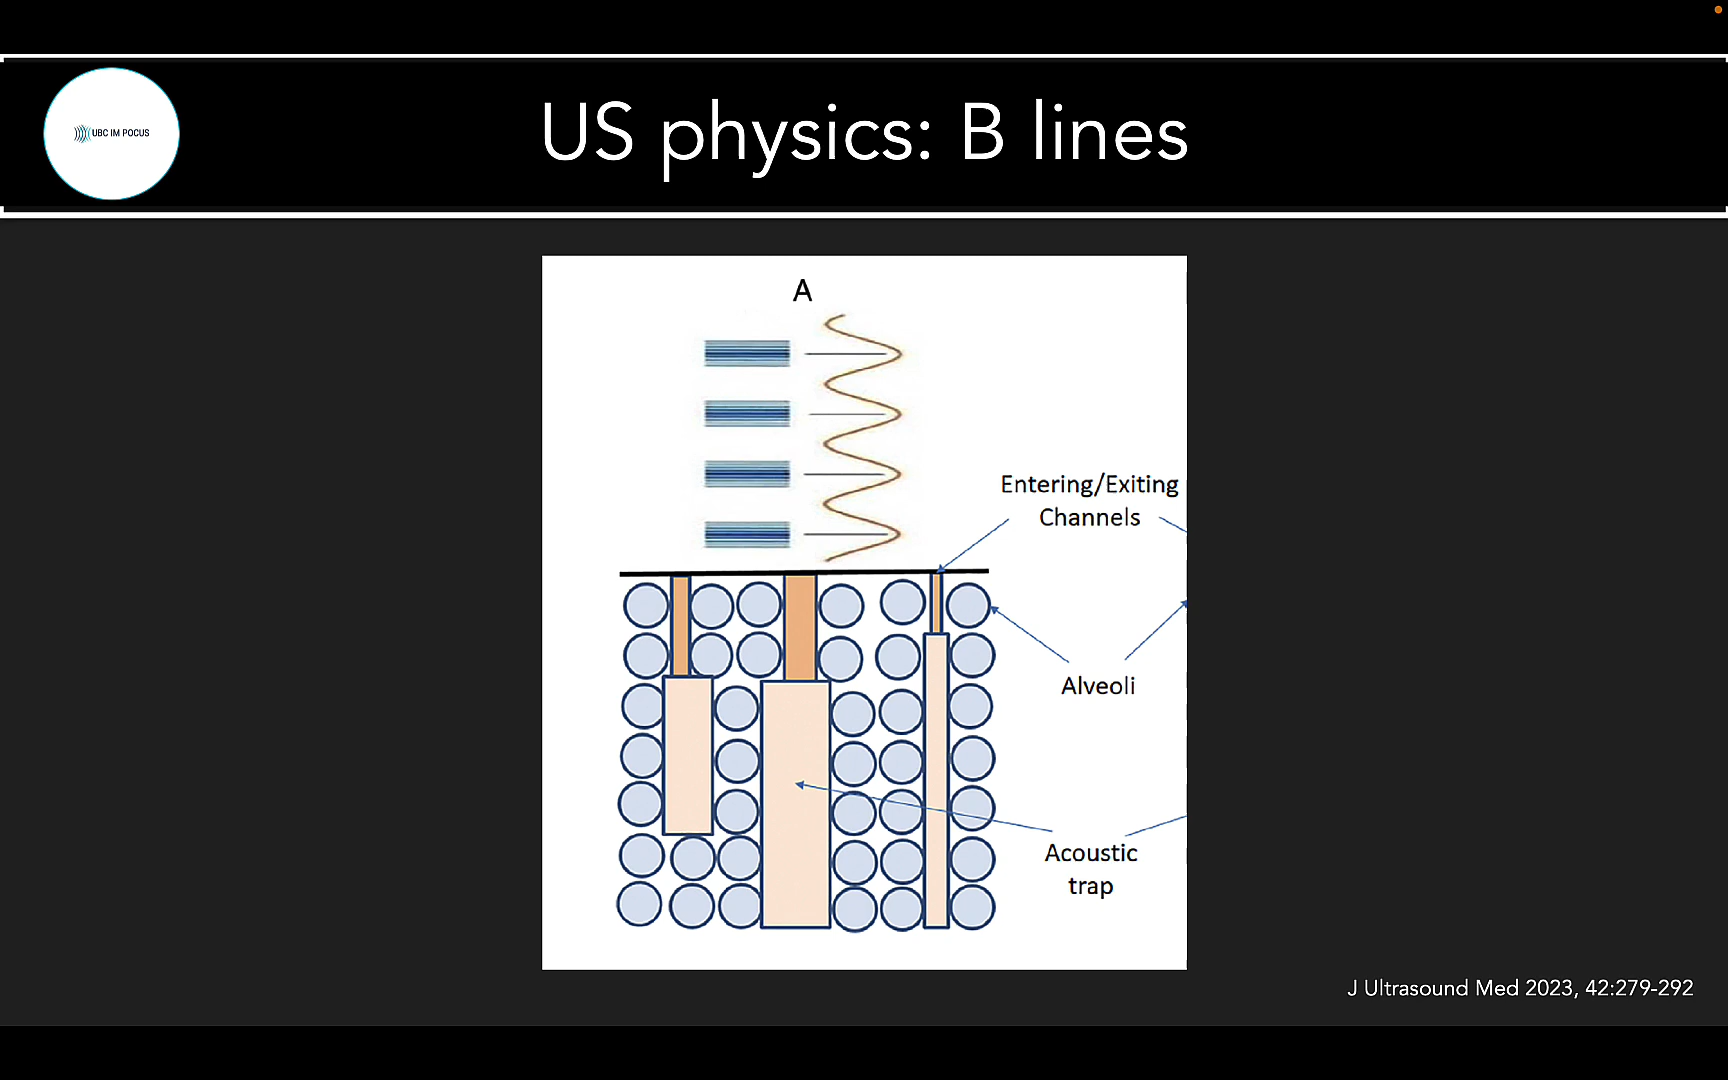 UBC IM POCUS
US physics: B lines
A
Entering/Exiting
Channels
Alveoli
Acoustic
trap
J Ultrasound Med 2023, 42:279-292